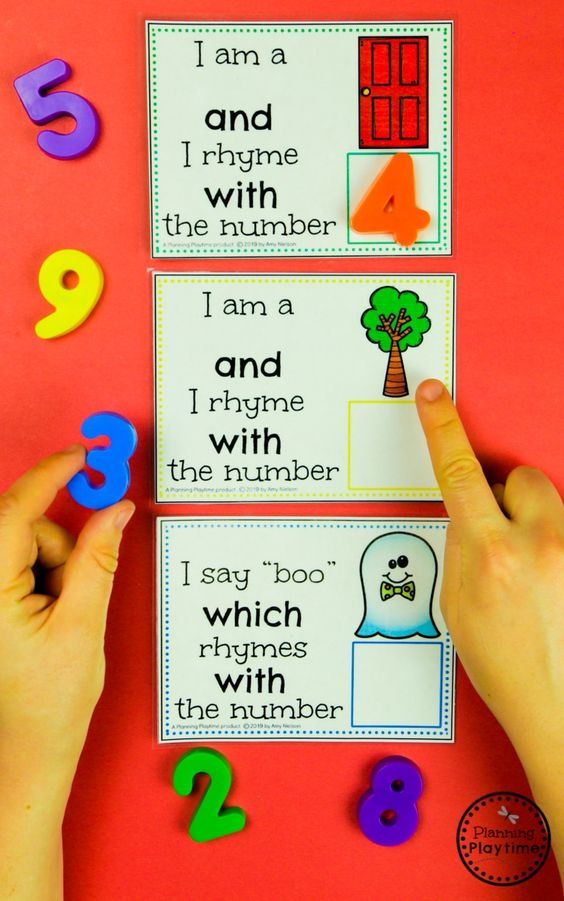 I am a
and
I rhyme
with
the number
4
A Planning Playtime product © 2019 by Amy Nelson
5
9
I am a
and
I rhyme
with
the number
A Planning Playtime product © 2019 by Amy Nelson
3
I say “boo”
which
rhymes
with
the number
A Planning Playtime product © 2019 by Amy Nelson
2
8
Planning
Playtime